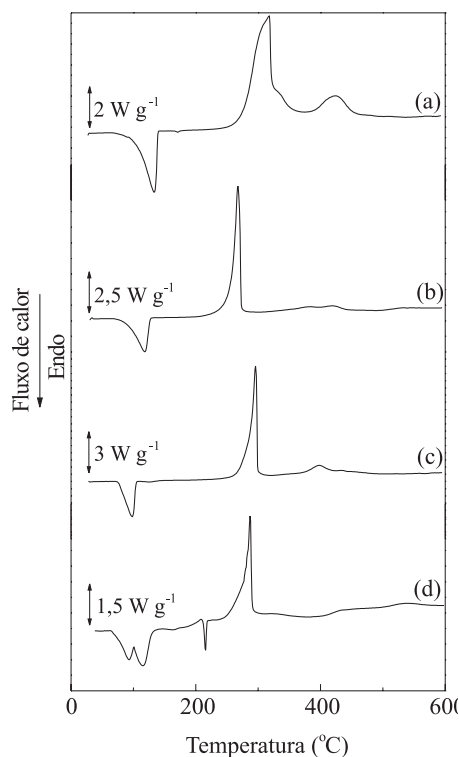 2 W g⁻¹
(a)
2,5 W g⁻¹
(b)
Fluxo de calor
Endo
3 W g⁻¹
(c)
1,5 W g⁻¹
(d)
0 200 400 600
Temperatura (°C)